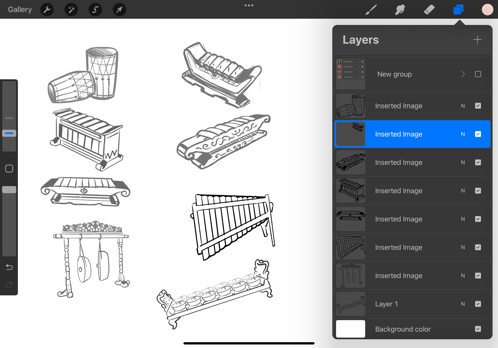 Gallery
Layers
New group
Inserted Image N
Inserted Image N
Inserted Image N
Inserted Image N
Inserted Image N
Inserted Image N
Inserted Image N
Layer 1 N
Background color